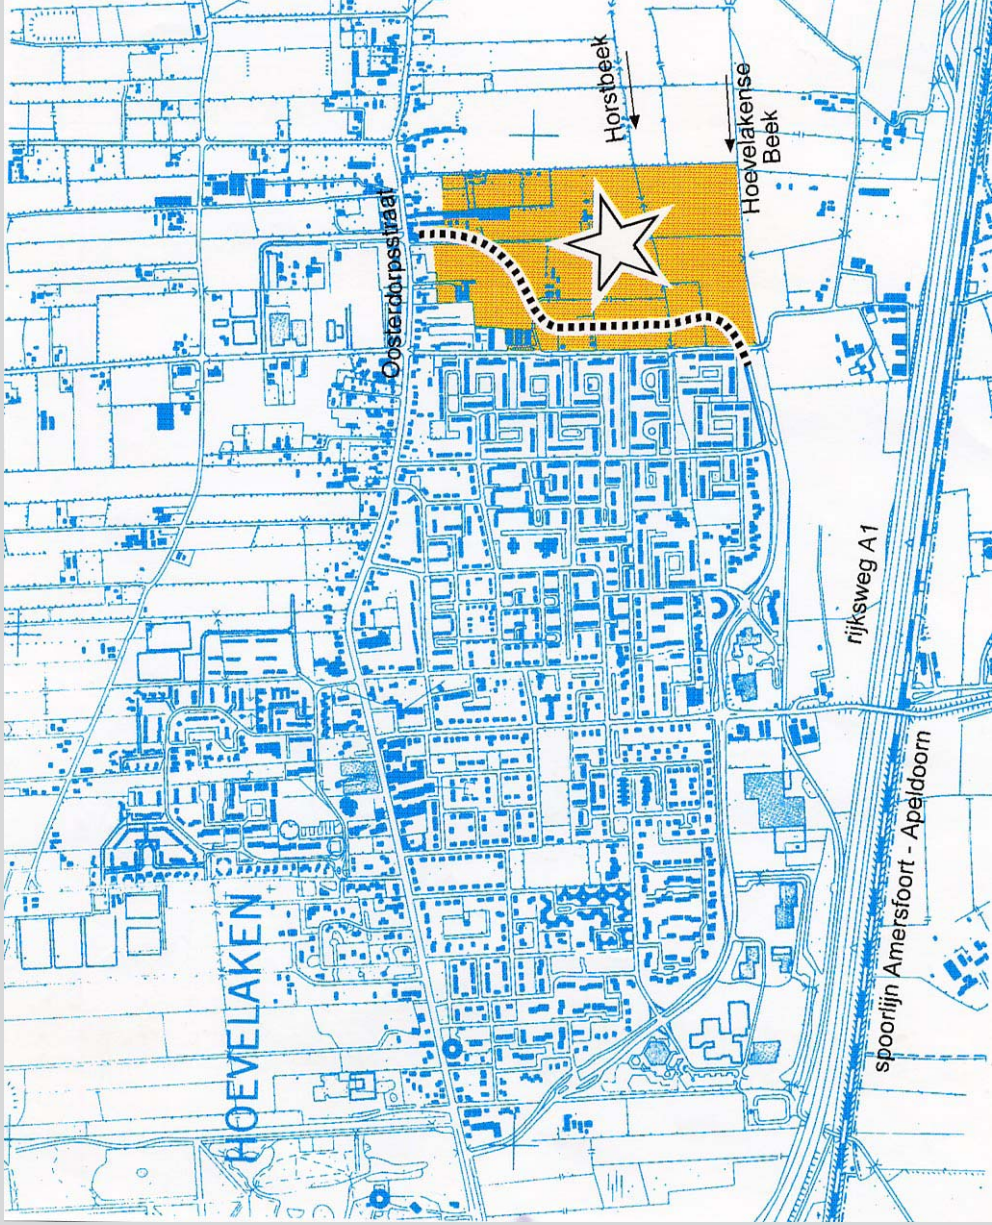 Horstbeek
Hoevelakense
Beek
Oosterdorpsstraat
rijksweg A1
spoorlijn Amersfoort - Apeldoorn
HOEVELAKEN